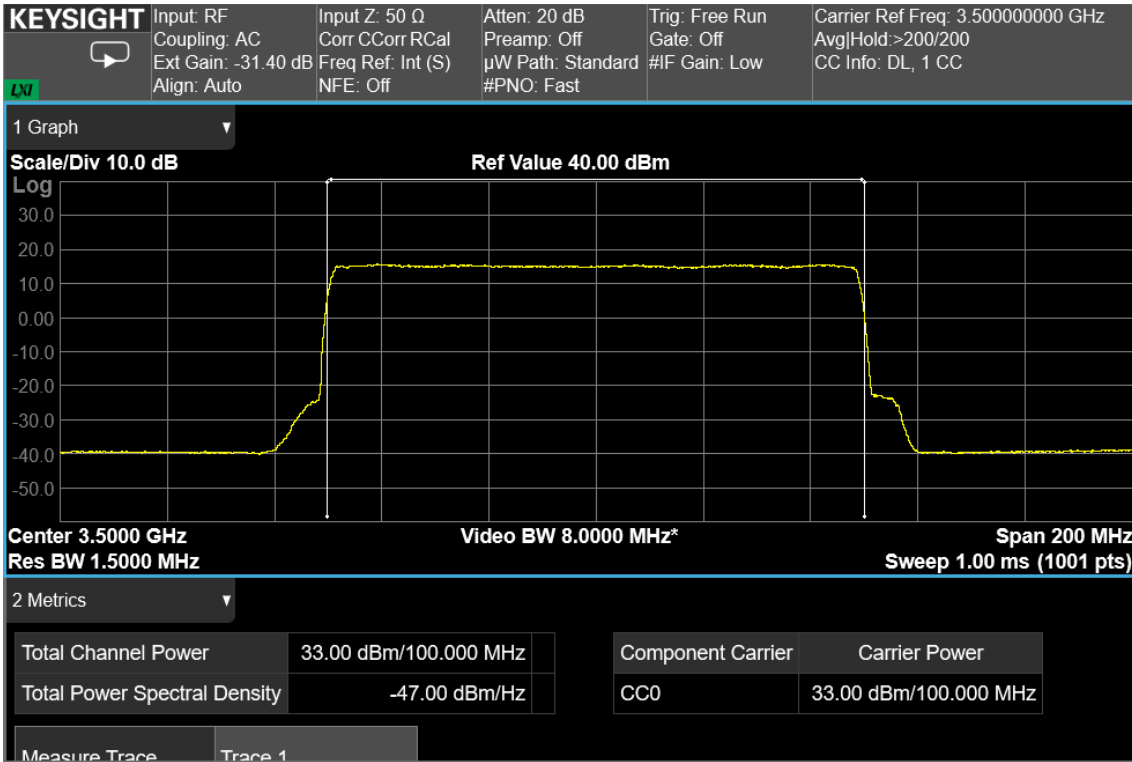 KEYSIGHT
LXI
Input: RF
Coupling: AC
Ext Gain: -31.40 dB
Align: Auto
Input Z: 50 Ω
Corr CCorr RCal
Freq Ref: Int (S)
NFE: Off
Atten: 20 dB
Preamp: Off
µW Path: Standard
#PNO: Fast
Trig: Free Run
Gate: Off
#IF Gain: Low
Carrier Ref Freq: 3.500000000 GHz
Avg|Hold:>200/200
CC Info: DL, 1 CC
1 Graph
Scale/Div 10.0 dB
Ref Value 40.00 dBm
Log
30.0
20.0
10.0
0.00
-10.0
-20.0
-30.0
-40.0
-50.0
Center 3.5000 GHz
Video BW 8.0000 MHz*
Span 200 MHz
Res BW 1.5000 MHz
Sweep 1.00 ms (1001 pts)
2 Metrics
Total Channel Power 33.00 dBm/100.000 MHz
Total Power Spectral Density -47.00 dBm/Hz
Component Carrier Carrier Power
CC0 33.00 dBm/100.000 MHz
Measure Trace Trace 1